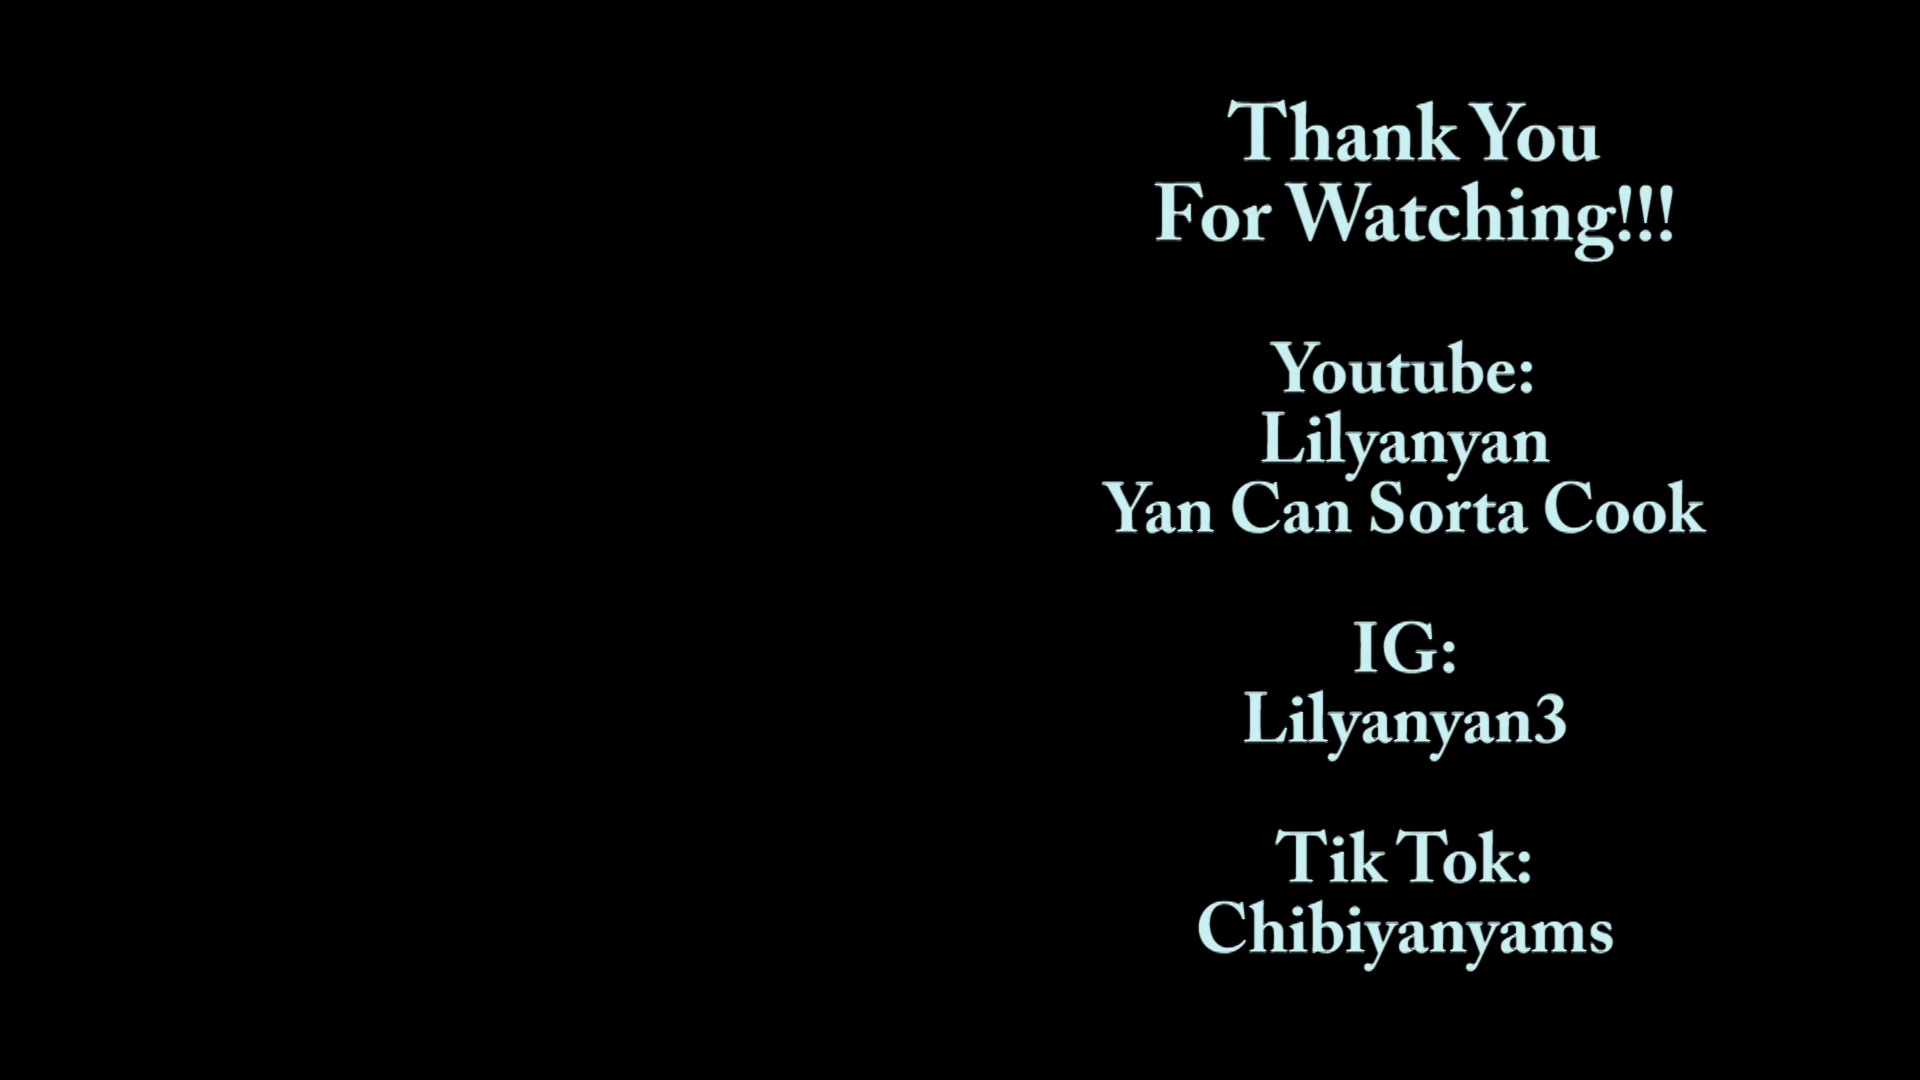 Thank You
For Watching!!!
Youtube:
Lilyanyan
Yan Can Sorta Cook
IG:
Lilyanyan3
Tik Tok:
Chibiyanyams